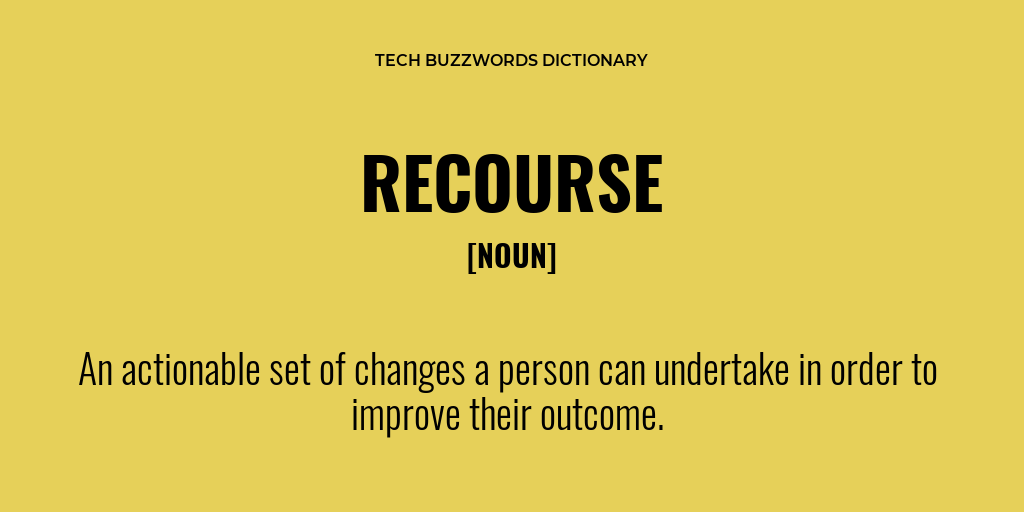 TECH BUZZWORDS DICTIONARY
RECOURSE
[NOUN]
An actionable set of changes a person can undertake in order to
improve their outcome.